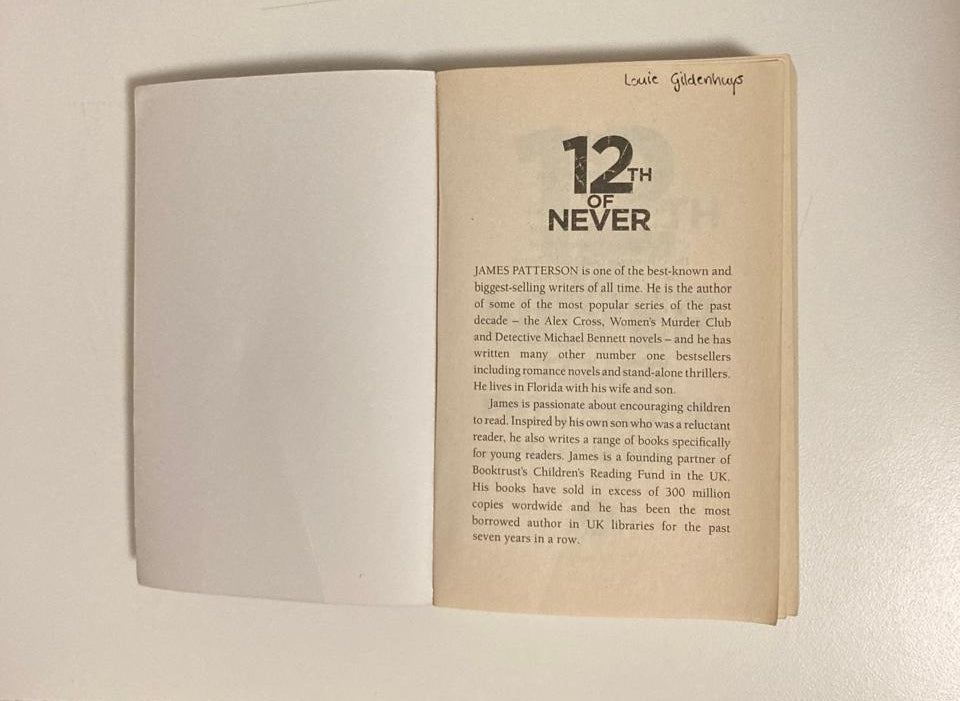 Louie Gildenhuys
12TH
OF
NEVER
JAMES PATTERSON is one of the best-known and
biggest-selling writers of all time. He is the author
of some of the most popular series of the past
decade – the Alex Cross, Women's Murder Club
and Detective Michael Bennett novels – and he has
written many other number one bestsellers
including romance novels and stand-alone thrillers.
He lives in Florida with his wife and son.
James is passionate about encouraging children
to read. Inspired by his own son who was a reluctant
reader, he also writes a range of books specifically
for young readers. James is a founding partner of
Booktrust's Children's Reading Fund in the UK.
His books have sold in excess of 300 million
copies wordwide and he has been the most
borrowed author in UK libraries for the past
seven years in a row.